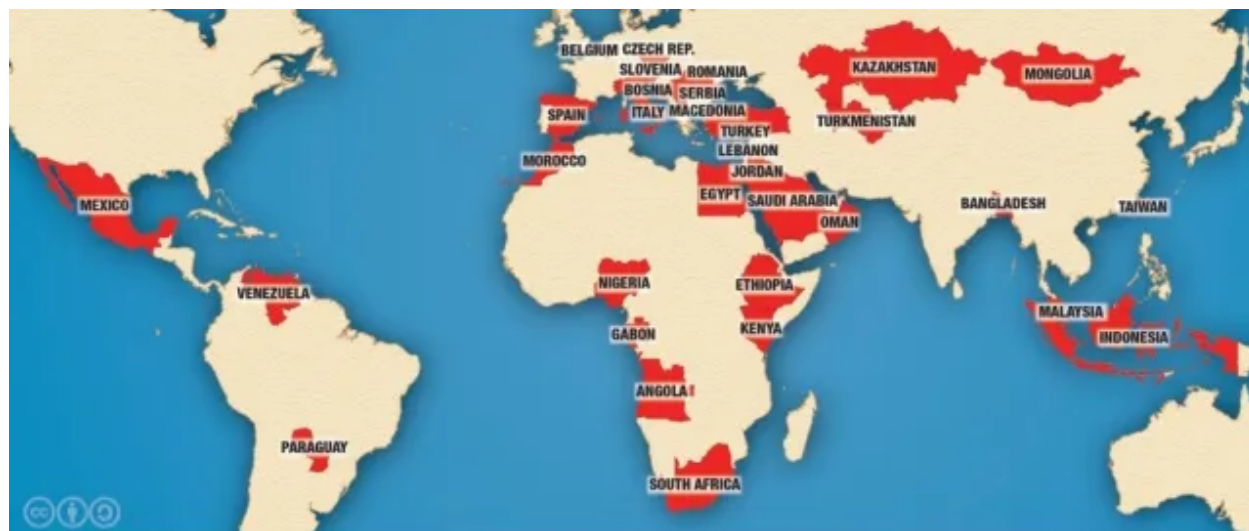 BELGIUM
CZECH REP.
SLOVENIA
ROMANIA
KAZAKHSTAN
MONGOLIA
BOSNIA
SERBIA
SPAIN
ITALY
MACEDONIA
TURKMENISTAN
TURKEY
LEBANON
MOROCCO
JORDAN
EGYPT
SAUDI ARABIA
MEXICO
BANGLADESH
TAIWAN
OMAN
NIGERIA
ETHIOPIA
VENEZUELA
MALAYSIA
KENYA
GABON
INDONESIA
ANGOLA
PARAGUAY
SOUTH AFRICA
cc